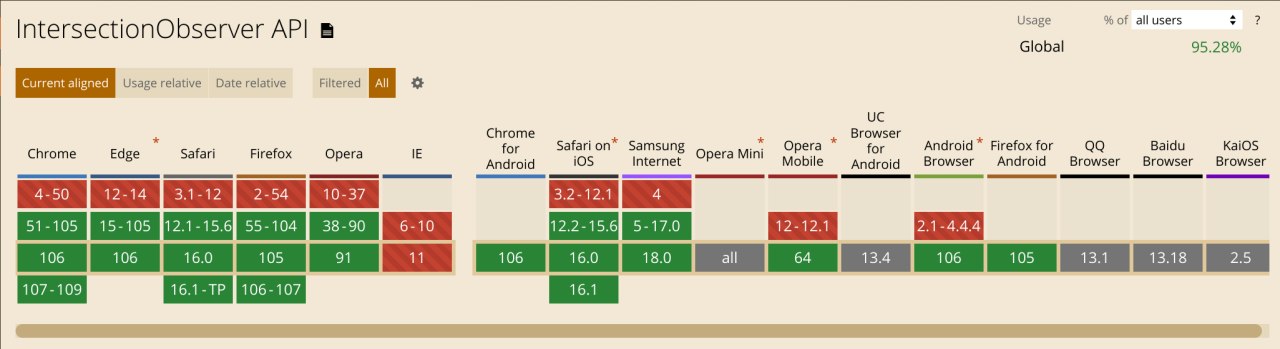 IntersectionObserver API
Usage % of all users ?
Global 95.28%
Current aligned Usage relative Date relative Filtered All
Chrome Edge * Safari Firefox Opera IE Chrome for Android Safari on iOS * Samsung Internet Opera Mini * Opera Mobile * UC Browser for Android Android Browser * Firefox for Android QQ Browser Baidu Browser KaiOS Browser
4-50 12-14 3.1-12 2-54 10-37 3.2-12.1 4
51-105 15-105 12.1-15.6 55-104 38-90 6-10 12.2-15.6 5-17.0 12-12.1 2.1-4.4.4
106 106 16.0 105 91 11 106 16.0 18.0 all 64 13.4 106 105 13.1 13.18 2.5
107-109 16.1-TP 106-107 16.1